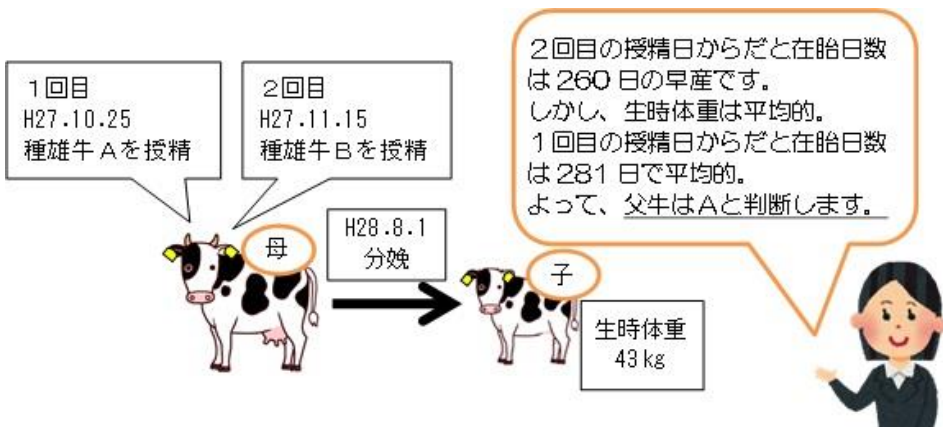 １回目
H27.10.25
種雄牛Ａを授精
２回目
H27.11.15
種雄牛Ｂを授精
２回目の授精日からだと在胎日数
は260日の早産です。
しかし、生時体重は平均的。
１回目の授精日からだと在胎日数
は281日で平均的。
よって、父牛はＡと判断します。
母
H28.8.1
分娩
子
生時体重
43㎏